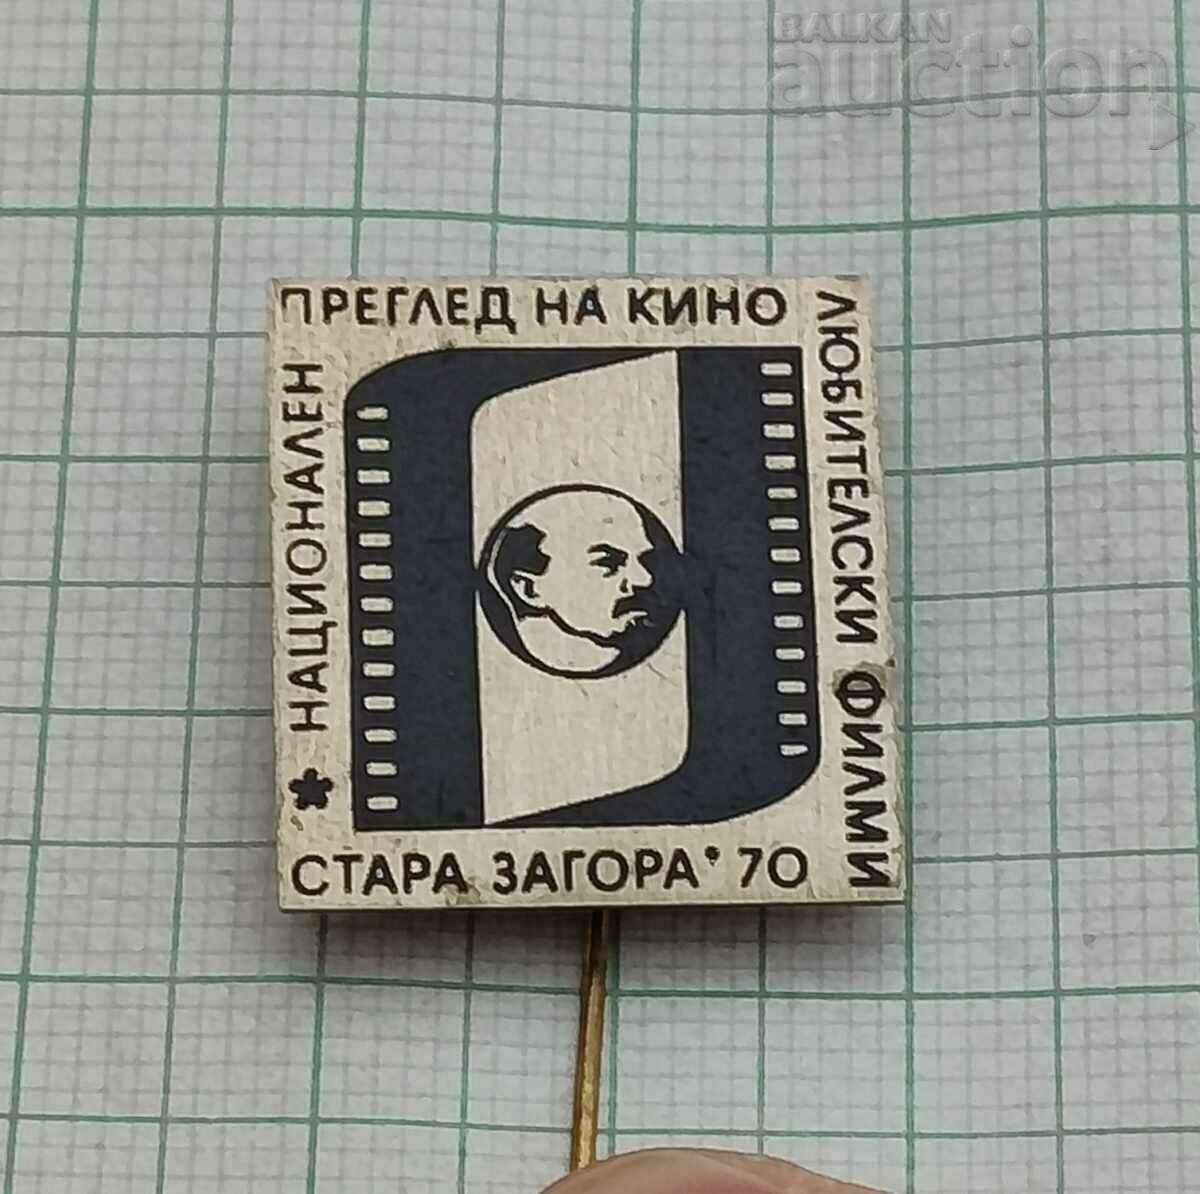 BALKAN
auction
* НАЦИОНАЛЕН
ПРЕГЛЕД НА КИНО
ЛЮБИТЕЛСКИ ФИЛМИ
СТАРА ЗАГОРА • 70